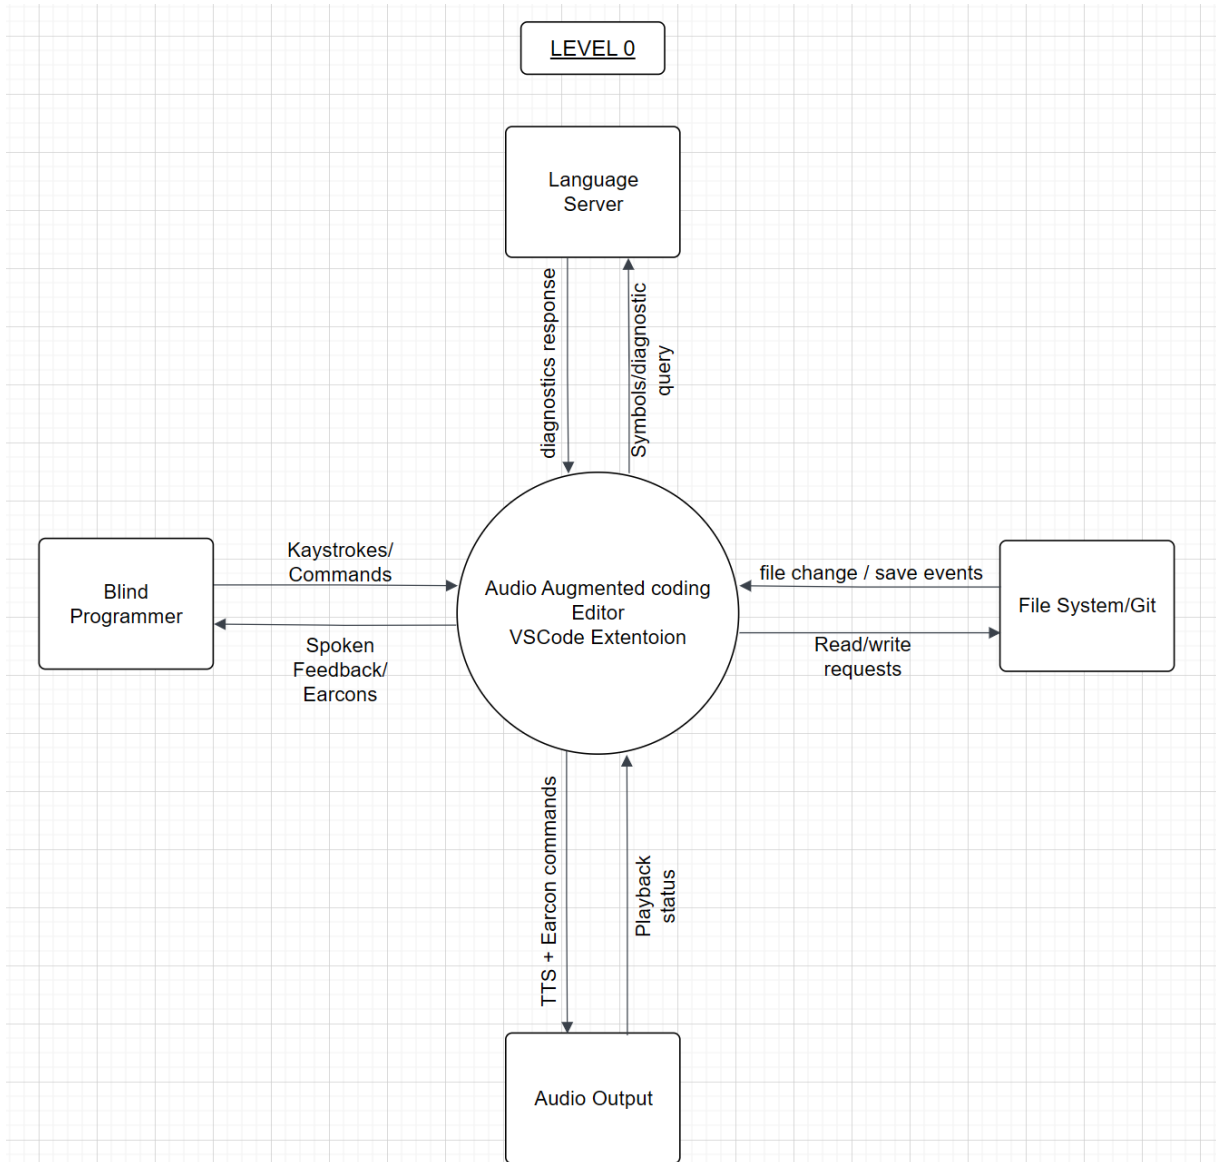 LEVEL 0
Language
Server
diagnostics response
Symbols/diagnostic
query
Kaystrokes/
Commands
Blind
Programmer
Spoken
Feedback/
Earcons
Audio Augmented coding
Editor
VSCode Extentoion
file change / save events
File System/Git
Read/write
requests
TTS + Earcon commands
Playback
status
Audio Output